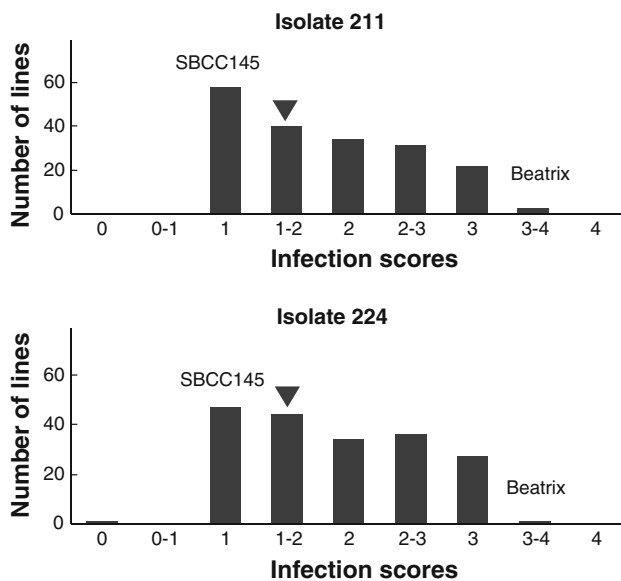 Isolate 211
Number of lines
60
40
20
0
SBCC145
Beatrix
0 0-1 1 1-2 2 2-3 3 3-4 4
Infection scores
Isolate 224
Number of lines
60
40
20
0
SBCC145
Beatrix
0 0-1 1 1-2 2 2-3 3 3-4 4
Infection scores